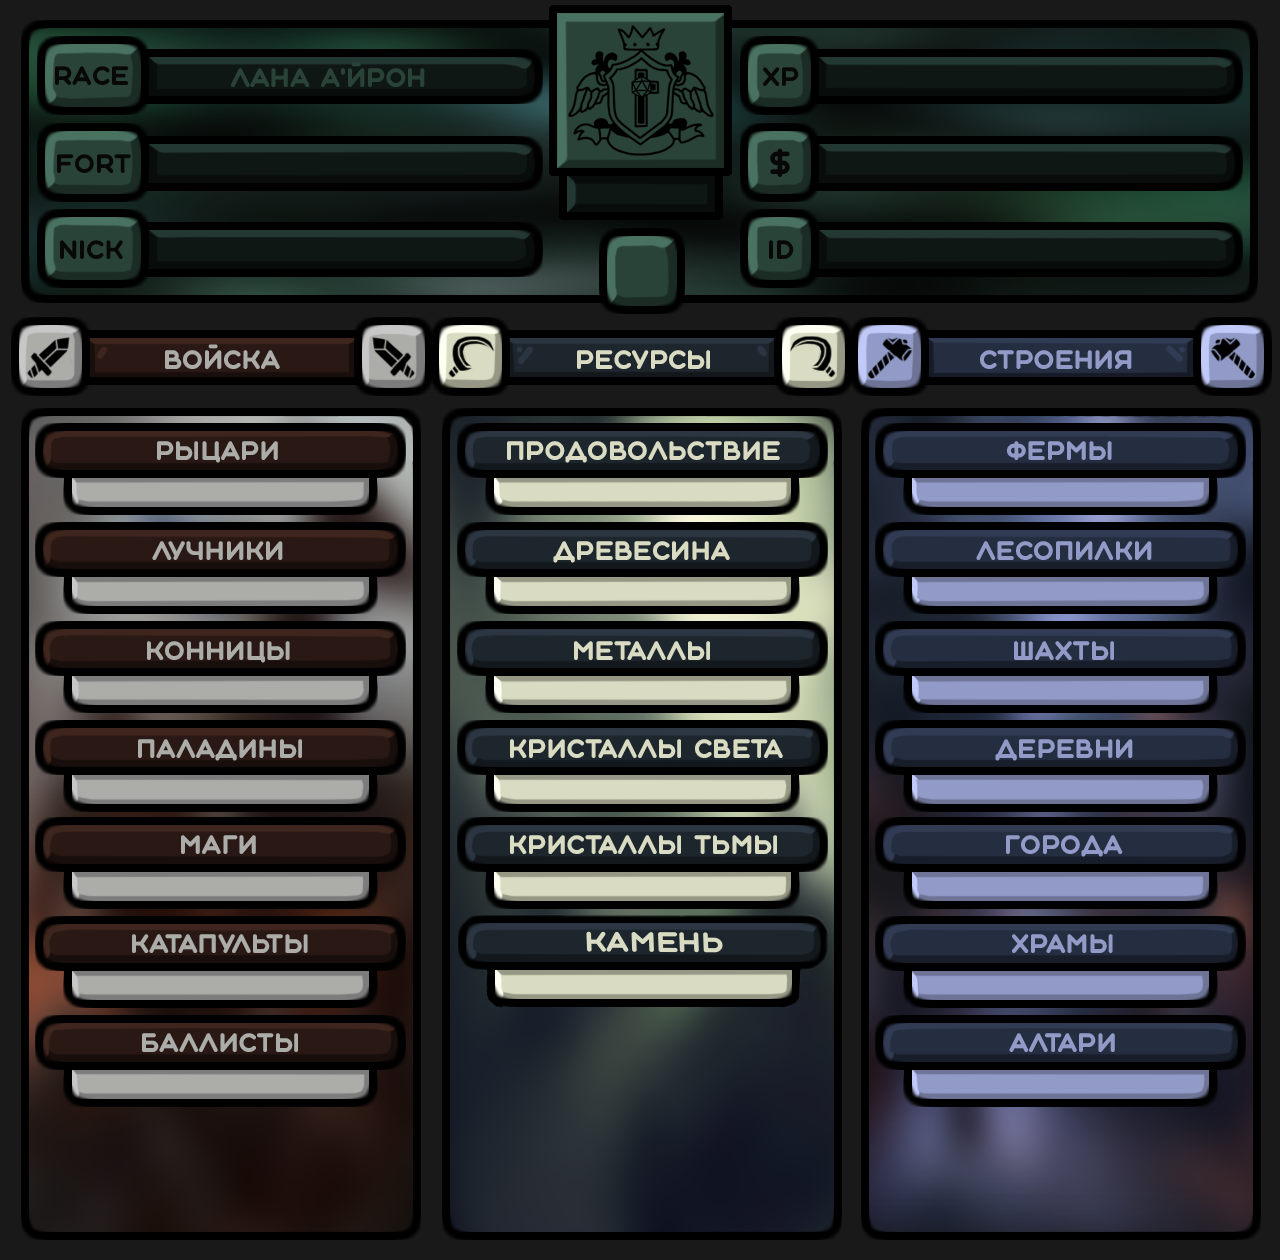 RACE ЛАНА А'ЙРОН
FORT
NICK
XP
$
ID
ВОЙСКА
РЫЦАРИ
ЛУЧНИКИ
КОННИЦЫ
ПАЛАДИНЫ
МАГИ
КАТАПУЛЬТЫ
БАЛЛИСТЫ
РЕСУРСЫ
ПРОДОВОЛЬСТВИЕ
ДРЕВЕСИНА
МЕТАЛЛЫ
КРИСТАЛЛЫ СВЕТА
КРИСТАЛЛЫ ТЬМЫ
КАМЕНЬ
СТРОЕНИЯ
ФЕРМЫ
ЛЕСОПИЛКИ
ШАХТЫ
ДЕРЕВНИ
ГОРОДА
ХРАМЫ
АЛТАРИ